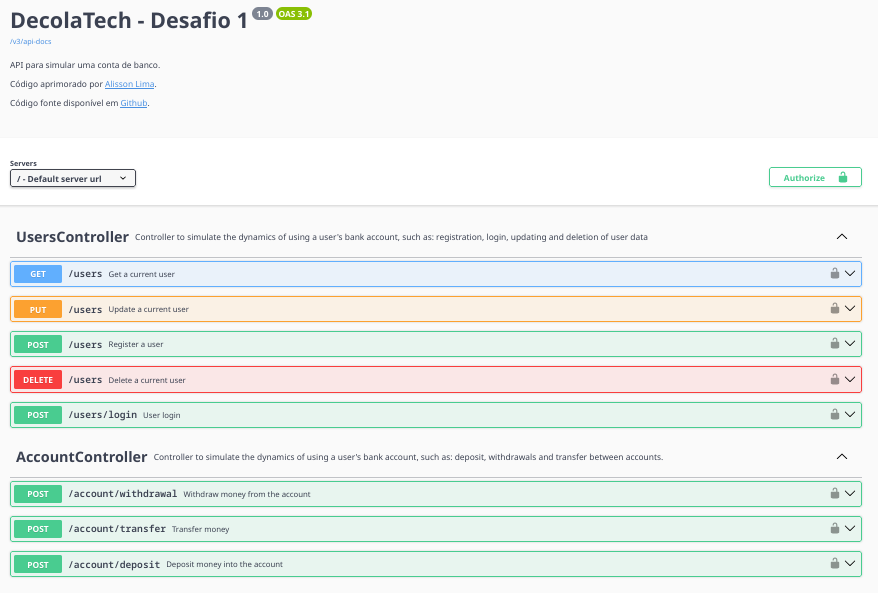 DecolaTech - Desafio 1 1.0 OAS 3.1
/v3/api-docs
API para simular uma conta de banco.
Código aprimorado por Alisson Lima.
Código fonte disponível em Github.
Servers
/ - Default server url
Authorize
UsersController Controller to simulate the dynamics of using a user's bank account, such as: registration, login, updating and deletion of user data
GET /users Get a current user
PUT /users Update a current user
POST /users Register a user
DELETE /users Delete a current user
POST /users/login User login
AccountController Controller to simulate the dynamics of using a user's bank account, such as: deposit, withdrawals and transfer between accounts.
POST /account/withdrawal Withdraw money from the account
POST /account/transfer Transfer money
POST /account/deposit Deposit money into the account